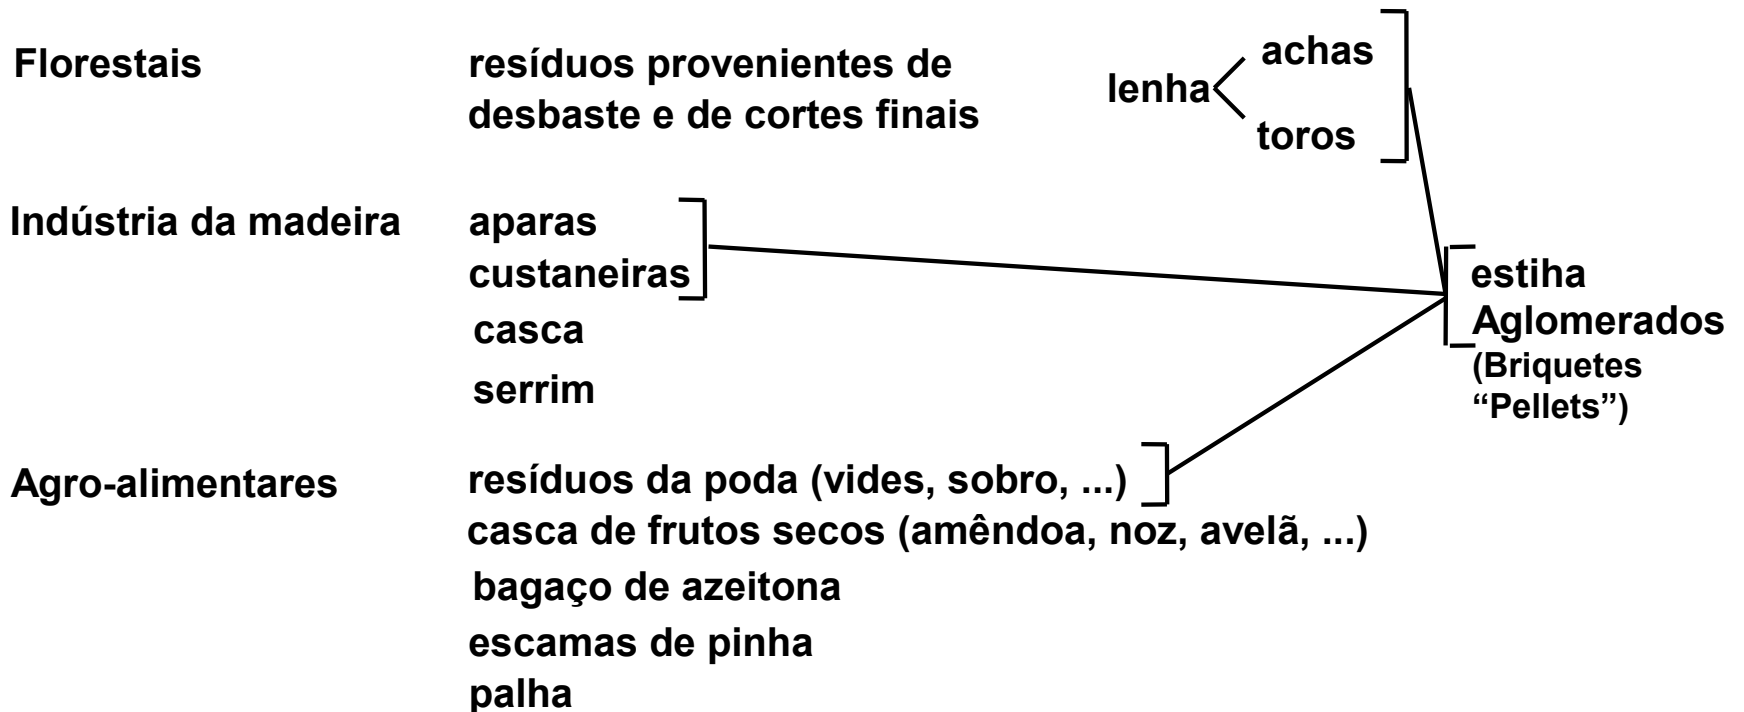 Florestais
resíduos provenientes de
desbaste e de cortes finais
lenha
achas
toros
Indústria da madeira
aparas
custaneiras
casca
serrim
estiha
Aglomerados
(Briquetes
“Pellets”)
Agro-alimentares
resíduos da poda (vides, sobro, ...)
casca de frutos secos (amêndoa, noz, avelã, ...)
bagaço de azeitona
escamas de pinha
palha